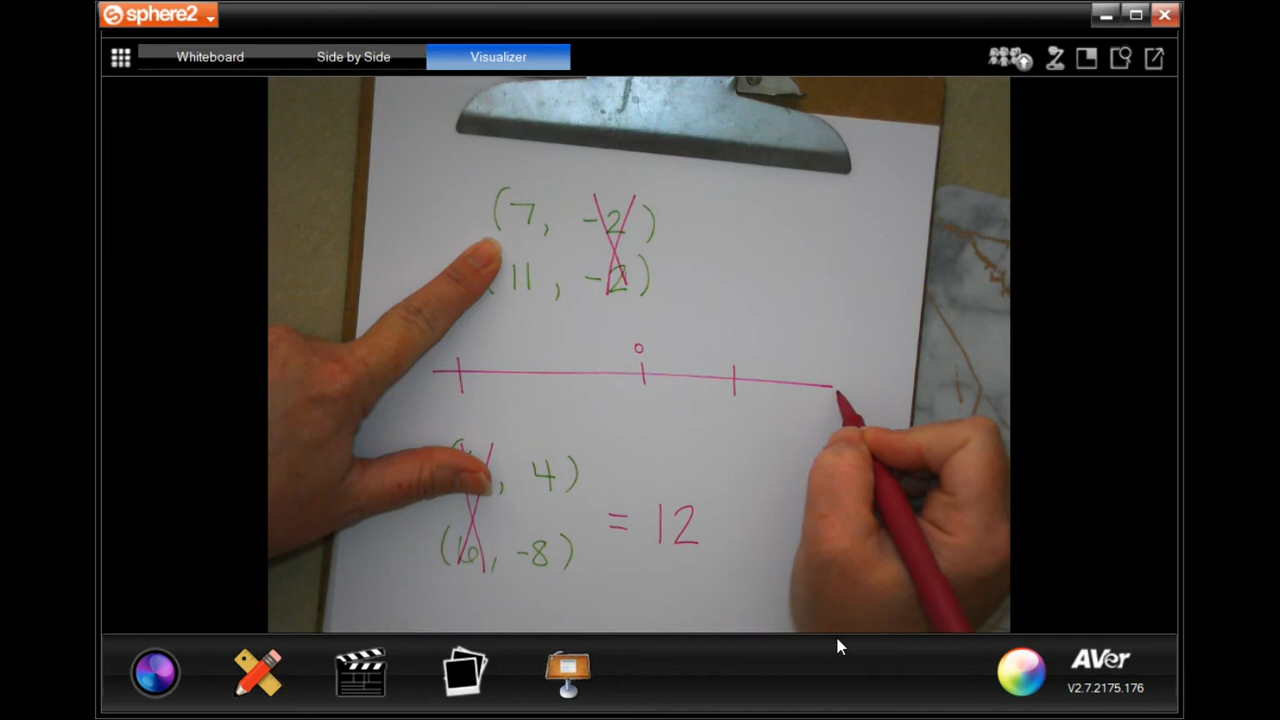 sphere2
Whiteboard Side by Side Visualizer
(7, -2)
11, -2)
0
, 4)
= 12
(6, -8)
AVer
V2.7.2175.176